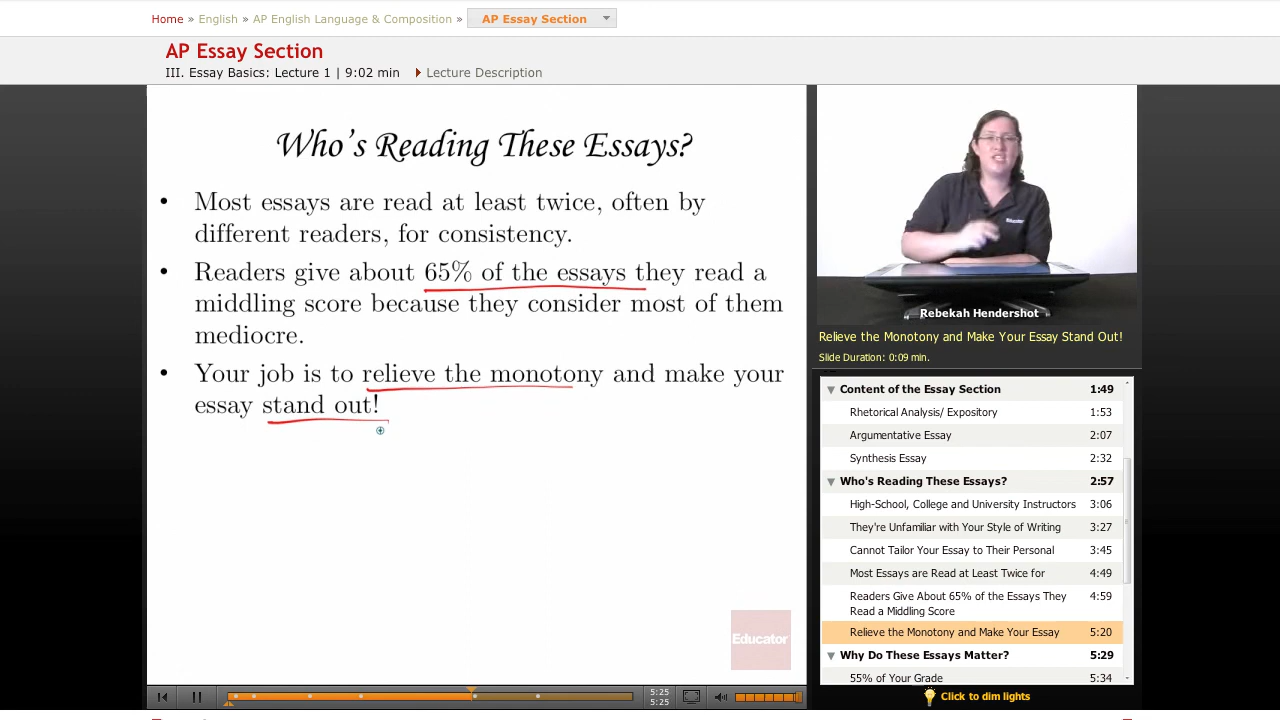 Home » English » AP English Language & Composition » AP Essay Section
AP Essay Section
III. Essay Basics: Lecture 1 | 9:02 min Lecture Description
Who's Reading These Essays?
• Most essays are read at least twice, often by
different readers, for consistency.
• Readers give about 65% of the essays they read a
middling score because they consider most of them
mediocre.
• Your job is to relieve the monotony and make your
essay stand out!
Educator
5:25
5:25
Educator
Rebekah Hendershot
Relieve the Monotony and Make Your Essay Stand Out!
Slide Duration: 0:09 min.
Content of the Essay Section 1:49
Rhetorical Analysis/ Expository 1:53
Argumentative Essay 2:07
Synthesis Essay 2:32
Who's Reading These Essays? 2:57
High-School, College and University Instructors 3:06
They're Unfamiliar with Your Style of Writing 3:27
Cannot Tailor Your Essay to Their Personal 3:45
Most Essays are Read at Least Twice for 4:49
Readers Give About 65% of the Essays They 4:59
Read a Middling Score
Relieve the Monotony and Make Your Essay 5:20
Why Do These Essays Matter? 5:29
55% of Your Grade 5:34
Click to dim lights